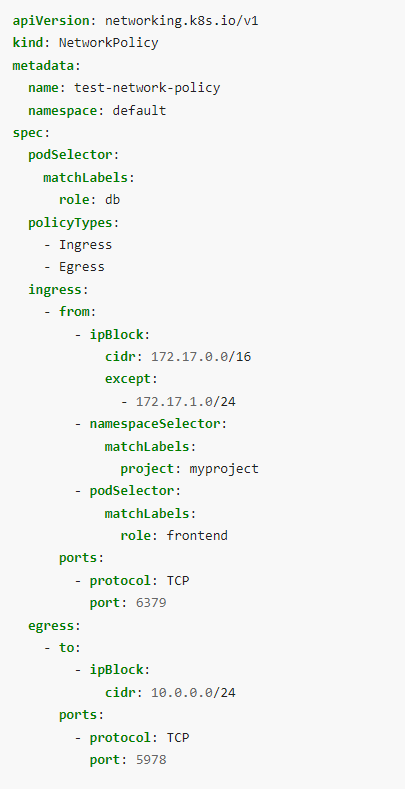 apiVersion: networking.k8s.io/v1
kind: NetworkPolicy
metadata:
  name: test-network-policy
  namespace: default
spec:
  podSelector:
    matchLabels:
      role: db
  policyTypes:
    - Ingress
    - Egress
  ingress:
    - from:
        - ipBlock:
            cidr: 172.17.0.0/16
            except:
              - 172.17.1.0/24
        - namespaceSelector:
            matchLabels:
              project: myproject
        - podSelector:
            matchLabels:
              role: frontend
      ports:
        - protocol: TCP
          port: 6379
  egress:
    - to:
        - ipBlock:
            cidr: 10.0.0.0/24
      ports:
        - protocol: TCP
          port: 5978